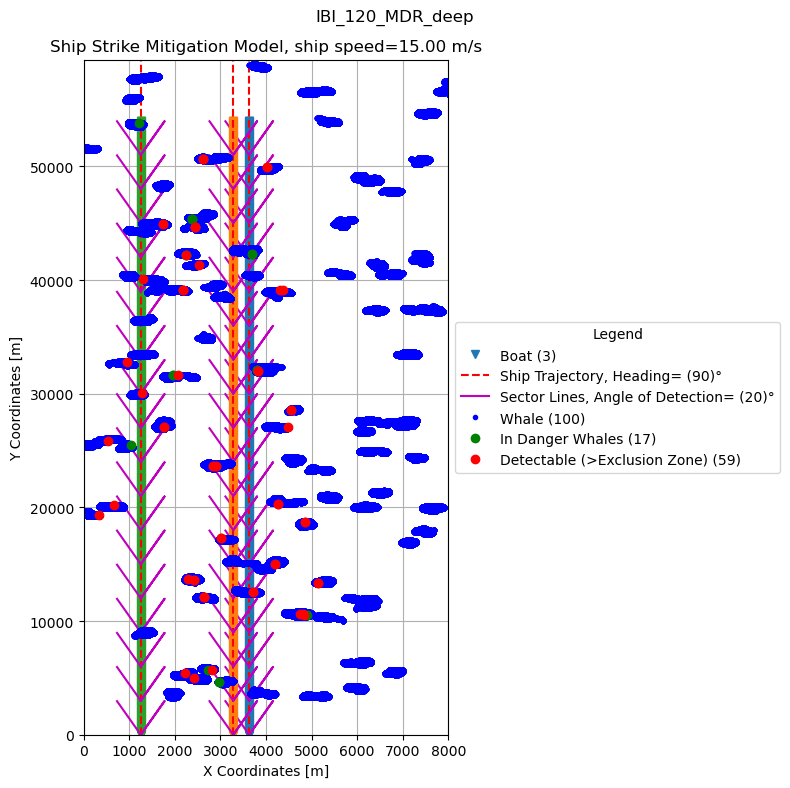 IBI_120_MDR_deep
Ship Strike Mitigation Model, ship speed=15.00 m/s
50000
40000
30000
20000
10000
0
Y Coordinates [m]
0 1000 2000 3000 4000 5000 6000 7000 8000
X Coordinates [m]
Legend
Boat (3)
Ship Trajectory, Heading= (90)°
Sector Lines, Angle of Detection= (20)°
Whale (100)
In Danger Whales (17)
Detectable (>Exclusion Zone) (59)